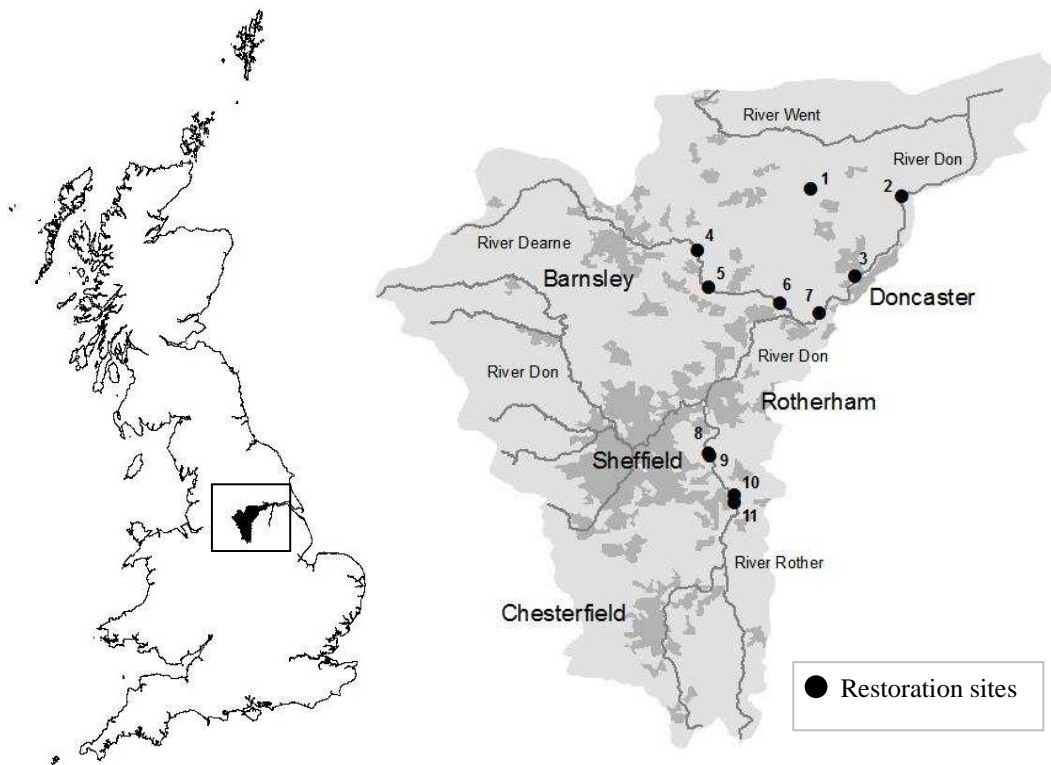 River Went
River Don
1
2
River Dearne
4
Barnsley
5
3
6
7
Doncaster
River Don
River Don
Rotherham
8
Sheffield
9
10
11
River Rother
Chesterfield
Restoration sites